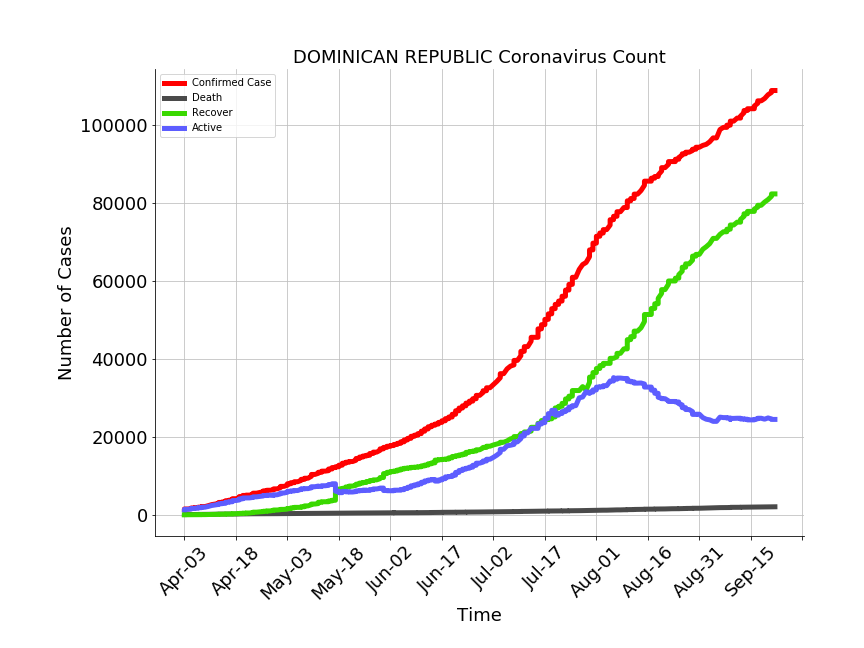 DOMINICAN REPUBLIC Coronavirus Count
Confirmed Case
Death
Recover
Active
Number of Cases
100000
80000
60000
40000
20000
0
Apr-03
Apr-18
May-03
May-18
Jun-02
Jun-17
Jul-02
Jul-17
Aug-01
Aug-16
Aug-31
Sep-15
Time